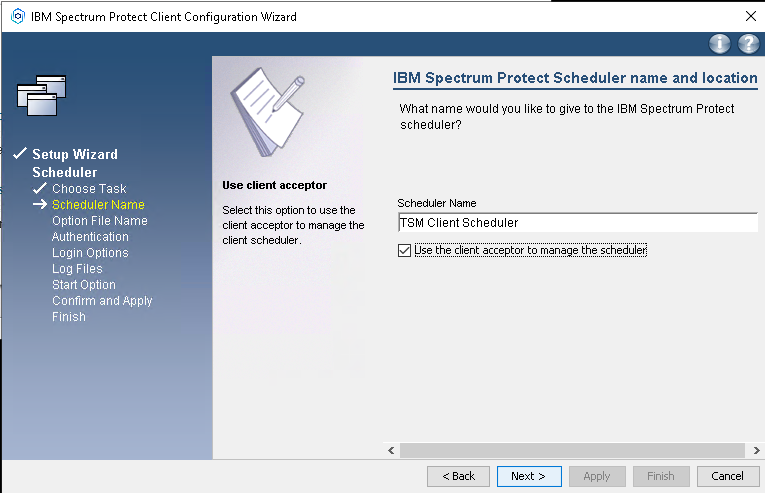 IBM Spectrum Protect Client Configuration Wizard
Setup Wizard
Scheduler
Choose Task
Scheduler Name
Option File Name
Authentication
Login Options
Log Files
Start Option
Confirm and Apply
Finish
Use client acceptor
Select this option to use the
client acceptor to manage the
client scheduler.
IBM Spectrum Protect Scheduler name and location
What name would you like to give to the IBM Spectrum Protect
scheduler?
Scheduler Name
TSM Client Scheduler
Use the client acceptor to manage the scheduler
< Back
Next >
Apply
Finish
Cancel